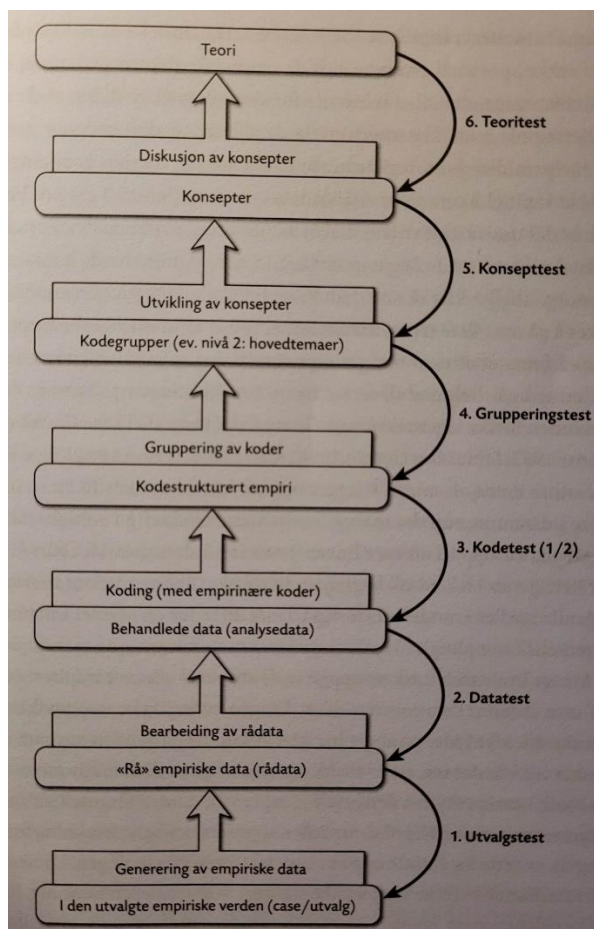 Teori
6. Teoritest
Diskusjon av konsepter
Konsepter
5. Konsepttest
Utvikling av konsepter
Kodegrupper (ev. nivå 2: hovedtemaer)
4. Grupperingstest
Gruppering av koder
Kodestrukturert empiri
3. Kodetest (1/2)
Koding (med empirinære koder)
Behandlede data (analysedata)
2. Datatest
Bearbeiding av rådata
«Rå» empiriske data (rådata)
1. Utvalgstest
Generering av empiriske data
I den utvalgte empiriske verden (case/utvalg)